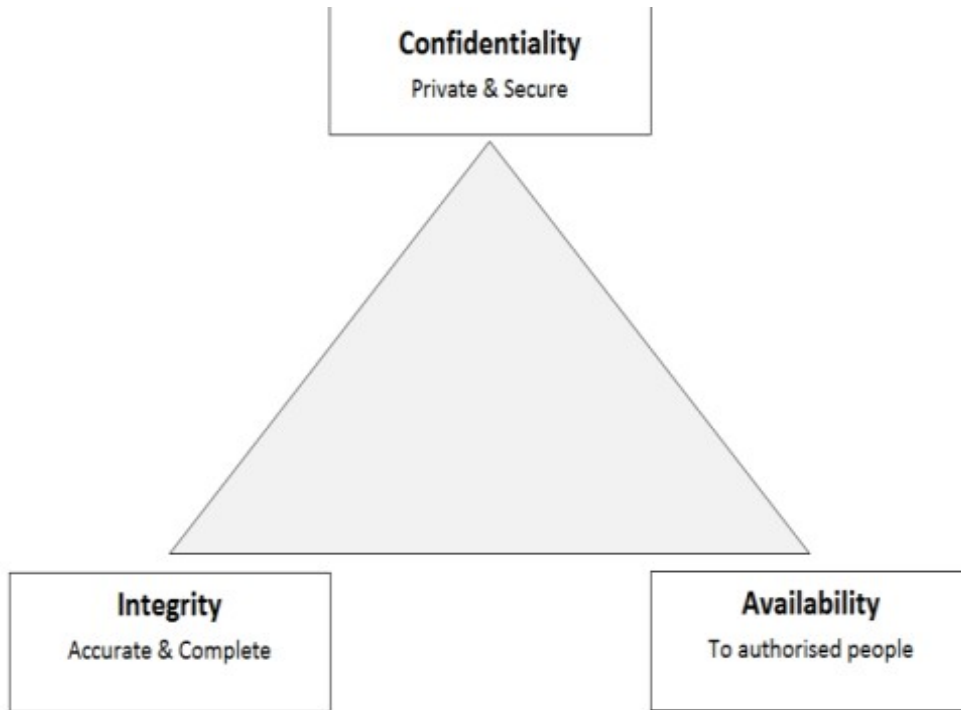 Confidentiality
Private & Secure
Integrity
Accurate & Complete
Availability
To authorised people